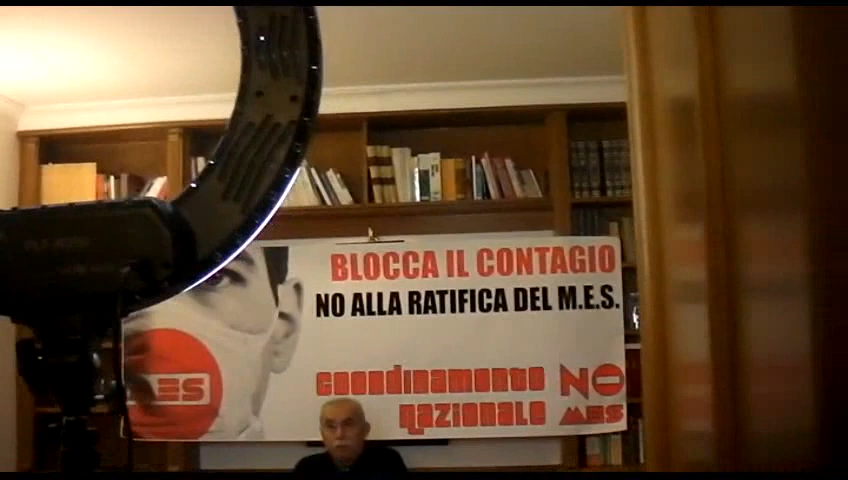 BLOCCA IL CONTAGIO
NO ALLA RATIFICA DEL M.E.S.
MES
coordinamento
nazionale
NO
MES